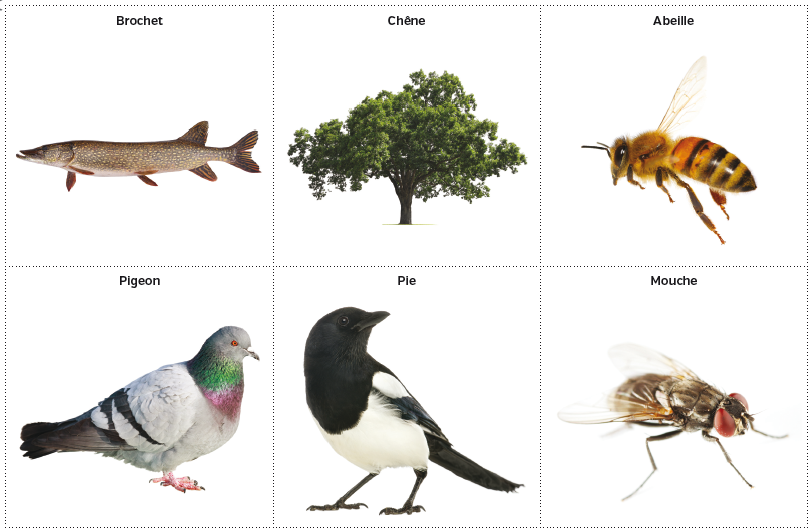 Brochet
Chêne
Abeille
Pigeon
Pie
Mouche